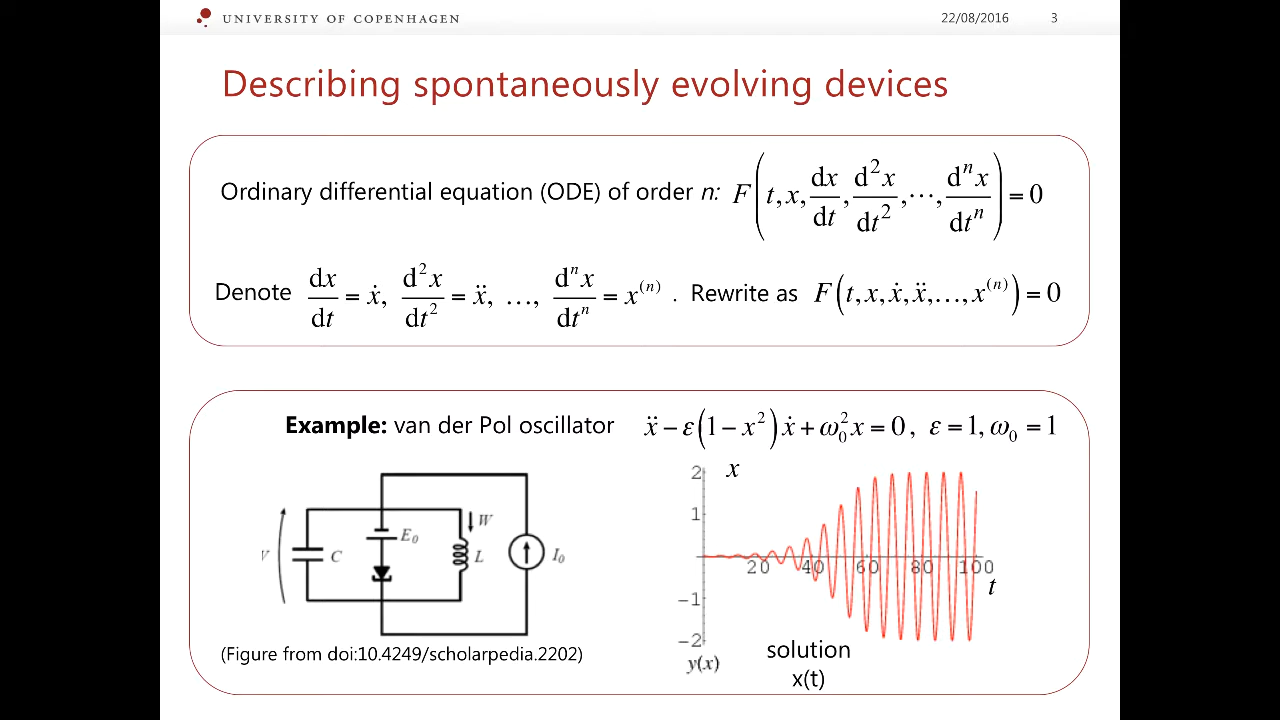 UNIVERSITY OF COPENHAGEN 22/08/2016 3
Describing spontaneously evolving devices
Ordinary differential equation (ODE) of order n: F(t, x, dx/dt, d²x/dt², ⋯, dⁿx/dtⁿ) = 0
Denote dx/dt = ẋ, d²x/dt² = ẍ, …, dⁿx/dtⁿ = x⁽ⁿ⁾ . Rewrite as F(t, x, ẋ, ẍ, …, x⁽ⁿ⁾) = 0
Example: van der Pol oscillator ẍ − ε(1 − x²)ẋ + ω₀²x = 0, ε = 1, ω₀ = 1
V C E₀ W L I₀
x
2
1
20 40 60 80 100
t
−1
−2
y(x)
(Figure from doi:10.4249/scholarpedia.2202)
solution
x(t)